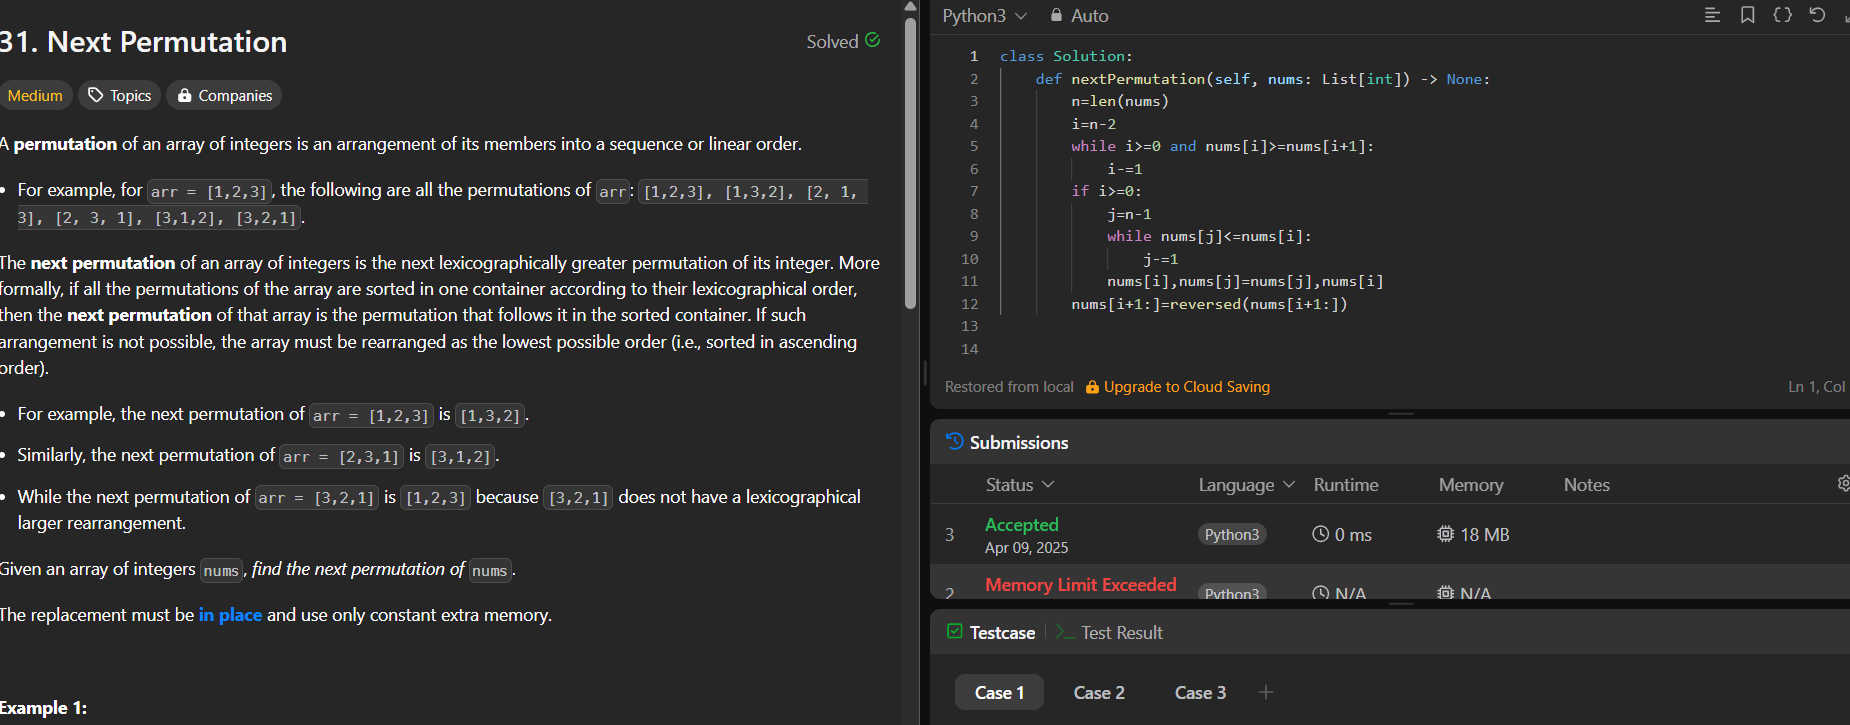 31. Next Permutation
Solved
Medium
Topics
Companies
A permutation of an array of integers is an arrangement of its members into a sequence or linear order.
• For example, for arr = [1,2,3], the following are all the permutations of arr: [1,2,3], [1,3,2], [2, 1,
3], [2, 3, 1], [3,1,2], [3,2,1].
The next permutation of an array of integers is the next lexicographically greater permutation of its integer. More
formally, if all the permutations of the array are sorted in one container according to their lexicographical order,
then the next permutation of that array is the permutation that follows it in the sorted container. If such
arrangement is not possible, the array must be rearranged as the lowest possible order (i.e., sorted in ascending
order).
• For example, the next permutation of arr = [1,2,3] is [1,3,2].
• Similarly, the next permutation of arr = [2,3,1] is [3,1,2].
• While the next permutation of arr = [3,2,1] is [1,2,3] because [3,2,1] does not have a lexicographical
larger rearrangement.
Given an array of integers nums, find the next permutation of nums.
The replacement must be in place and use only constant extra memory.
Example 1:
Python3
Auto
1 class Solution:
2     def nextPermutation(self, nums: List[int]) -> None:
3         n=len(nums)
4         i=n-2
5         while i>=0 and nums[i]>=nums[i+1]:
6             i-=1
7         if i>=0:
8             j=n-1
9             while nums[j]<=nums[i]:
10                 j-=1
11             nums[i],nums[j]=nums[j],nums[i]
12         nums[i+1:]=reversed(nums[i+1:])
13
14
Restored from local
Upgrade to Cloud Saving
Ln 1, Col
Submissions
Status Language Runtime Memory Notes
3 Accepted Python3 0 ms 18 MB
Apr 09, 2025
2 Memory Limit Exceeded Python3 N/A N/A
Testcase
Test Result
Case 1 Case 2 Case 3 +